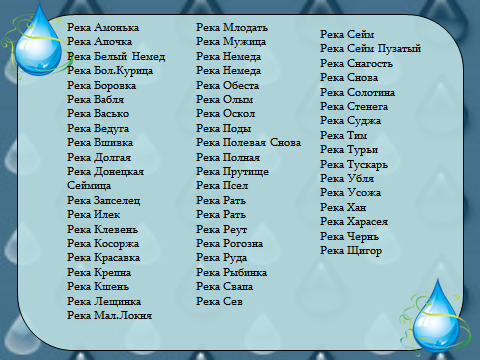 Река Амонька
Река Апочка
Река Белый Немед
Река Бол.Курица
Река Боровка
Река Вабля
Река Васько
Река Ведуга
Река Вшивка
Река Долгая
Река Донецкая
Сеймица
Река Запселец
Река Илек
Река Клевень
Река Косоржа
Река Красавка
Река Крепна
Река Кшень
Река Лещинка
Река Мал.Локня
Река Млодать
Река Мужица
Река Немеда
Река Немеда
Река Обеста
Река Олым
Река Оскол
Река Поды
Река Полевая Снова
Река Полная
Река Прутище
Река Псел
Река Рать
Река Рать
Река Реут
Река Рогозна
Река Руда
Река Рыбинка
Река Свапа
Река Сев
Река Сейм
Река Сейм Пузатый
Река Снагость
Река Снова
Река Солотина
Река Стенега
Река Суджа
Река Тим
Река Турьи
Река Тускарь
Река Убля
Река Усожа
Река Хан
Река Харасея
Река Чернь
Река Щигор